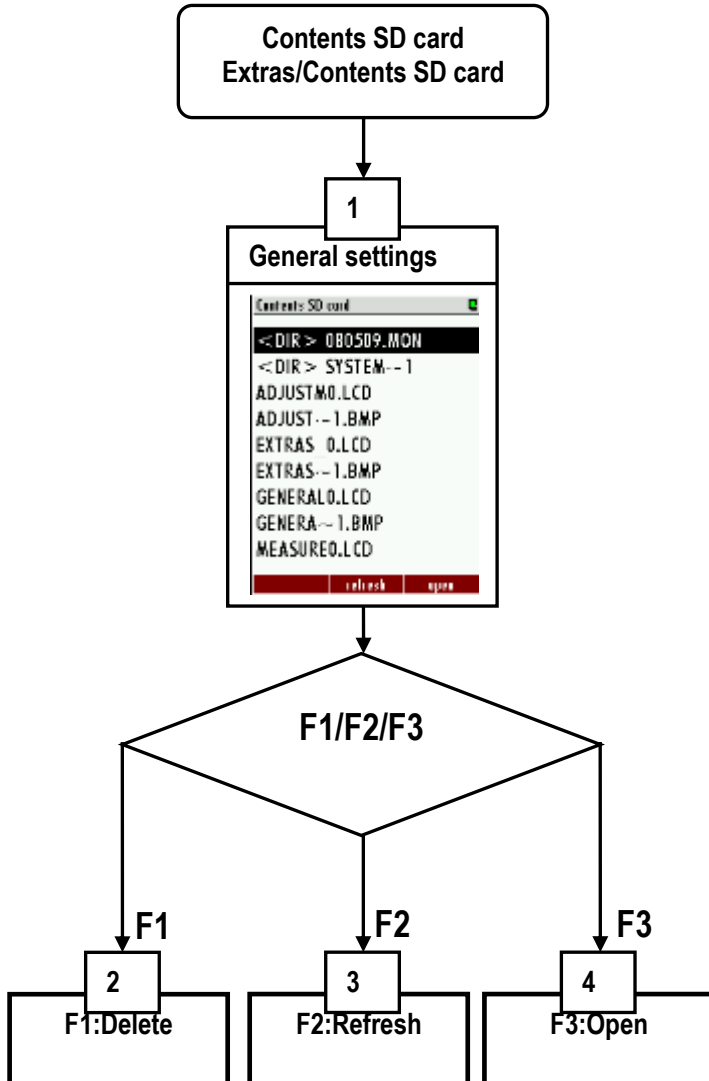 Contents SD card
Extras/Contents SD card
1
General settings
Contents SD card
<DIR> 080509.MON
<DIR> SYSTEM--1
ADJUSTM0.LCD
ADJUST--1.BMP
EXTRAS_0.LCD
EXTRAS--1.BMP
GENERAL0.LCD
GENERA~1.BMP
MEASURE0.LCD
refresh open
F1/F2/F3
F1 F2 F3
2 3 4
F1:Delete F2:Refresh F3:Open